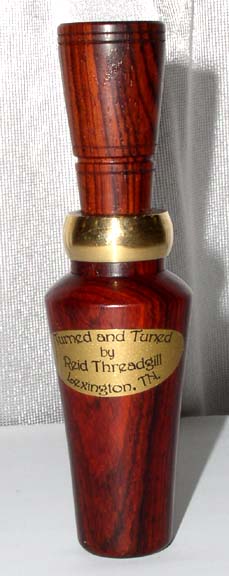 Turned and Tuned
by
Reid Threadgill
Lexington, TN.